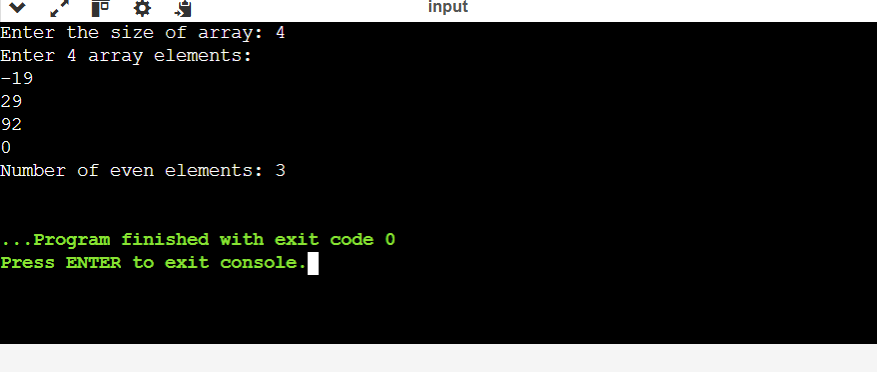 input
Enter the size of array: 4
Enter 4 array elements:
-19
29
92
0
Number of even elements: 3
...Program finished with exit code 0
Press ENTER to exit console.